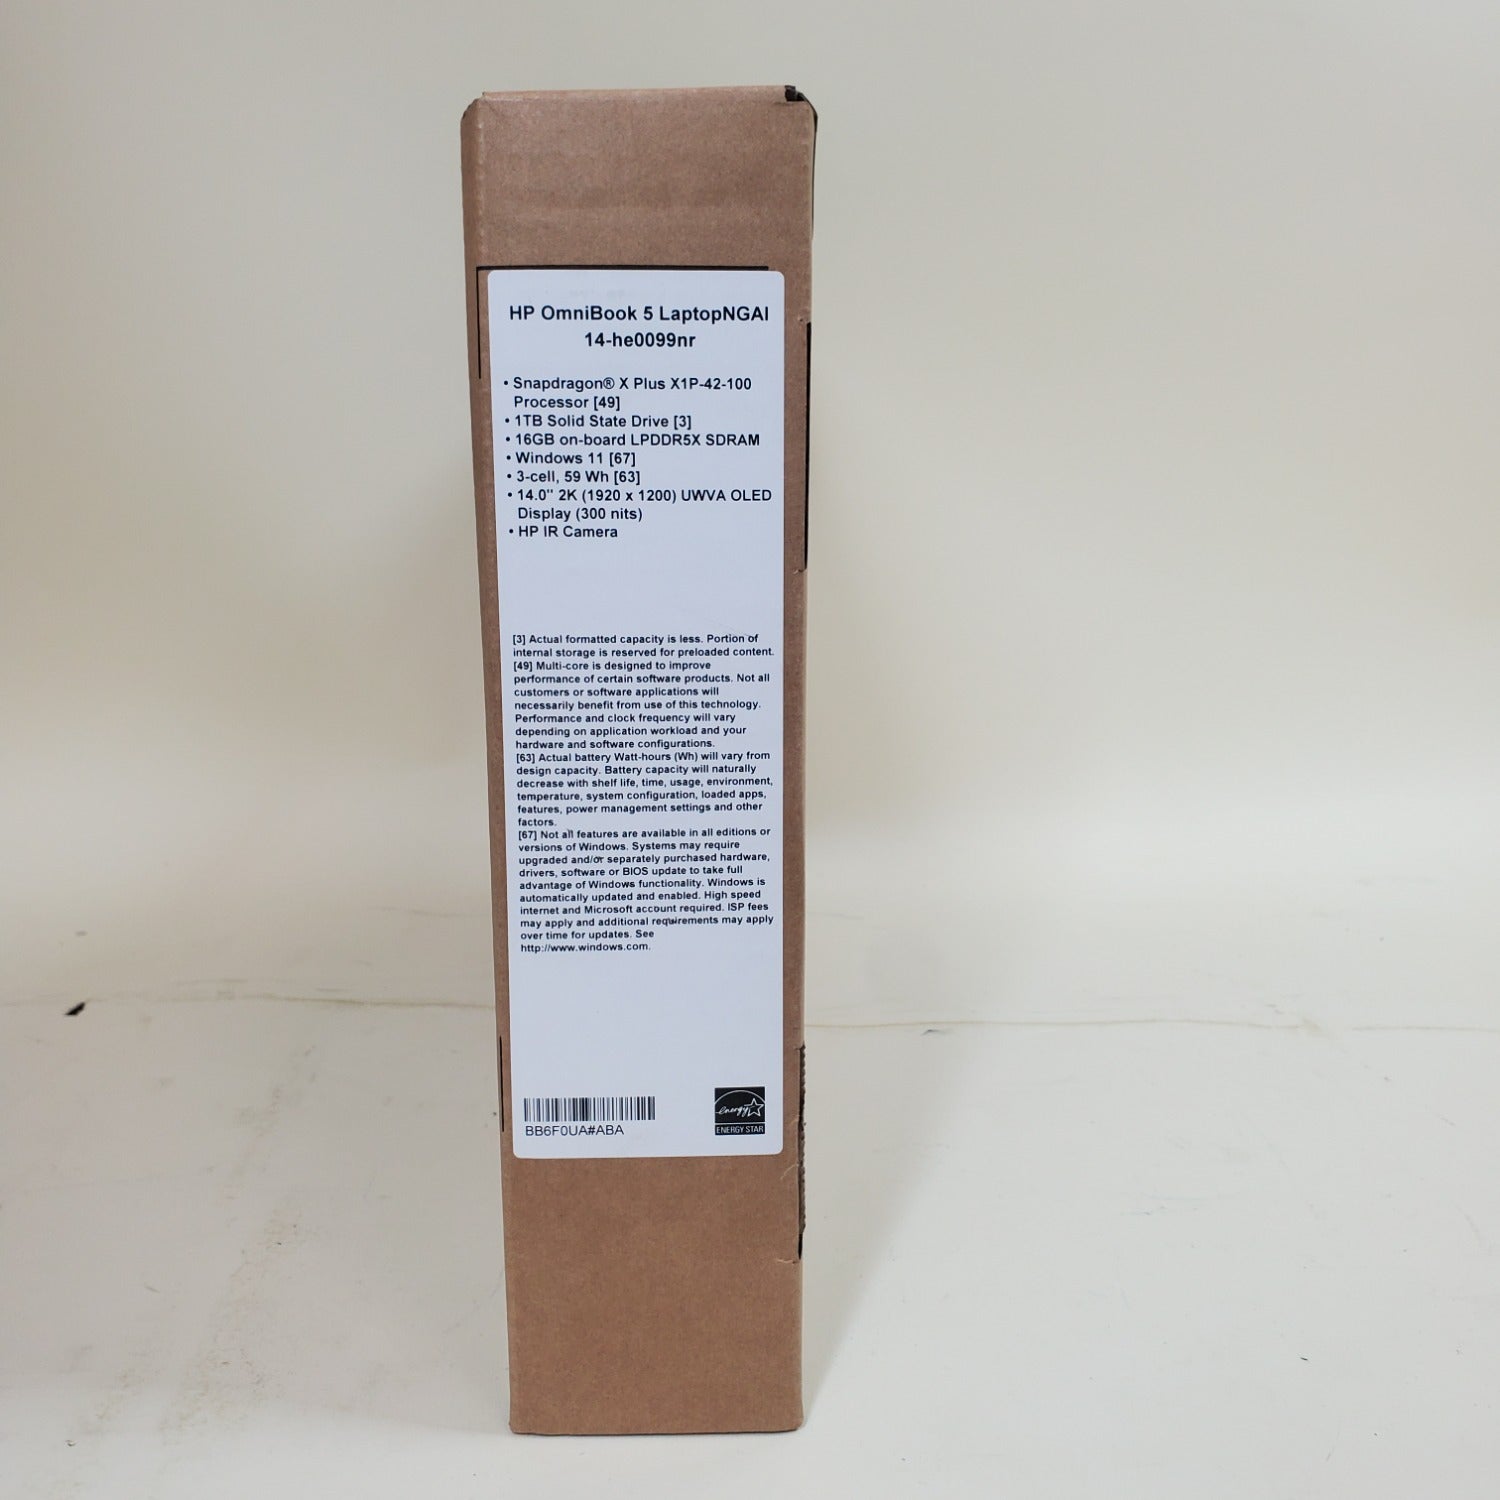 HP OmniBook 5 LaptopNGAI
14-he0099nr
• Snapdragon® X Plus X1P-42-100
Processor [49]
• 1TB Solid State Drive [3]
• 16GB on-board LPDDR5X SDRAM
• Windows 11 [67]
• 3-cell, 59 Wh [63]
• 14.0" 2K (1920 x 1200) UWVA OLED
Display (300 nits)
• HP IR Camera
[3] Actual formatted capacity is less. Portion of
internal storage is reserved for preloaded content.
[49] Multi-core is designed to improve
performance of certain software products. Not all
customers or software applications will
necessarily benefit from use of this technology.
Performance and clock frequency will vary
depending on application workload and your
hardware and software configurations.
[63] Actual battery Watt-hours (Wh) will vary from
design capacity. Battery capacity will naturally
decrease with shelf life, time, usage, environment,
temperature, system configuration, loaded apps,
features, power management settings and other
factors.
[67] Not all features are available in all editions or
versions of Windows. Systems may require
upgraded and/or separately purchased hardware,
drivers, software or BIOS update to take full
advantage of Windows functionality. Windows is
automatically updated and enabled. High speed
internet and Microsoft account required. ISP fees
may apply and additional requirements may apply
over time for updates. See
http://www.windows.com.
BB6F0UA#ABA
energy
ENERGY STAR